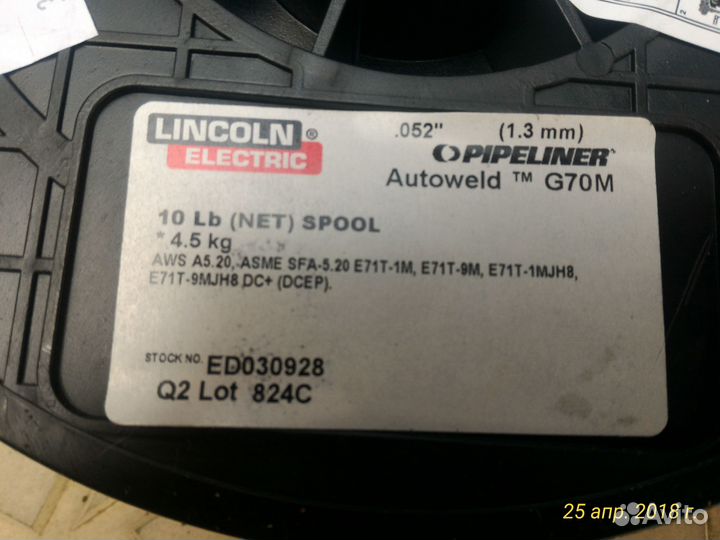 LINCOLN ®
ELECTRIC
.052" (1.3 mm)
PIPELINER
Autoweld ™ G70M
10 Lb (NET) SPOOL
* 4.5 kg
AWS A5.20, ASME SFA-5.20 E71T-1M, E71T-9M, E71T-1MJH8,
E71T-9MJH8 DC+ (DCEP).
STOCK NO. ED030928
Q2 Lot 824C
25 апр. 2018 г.
Avito